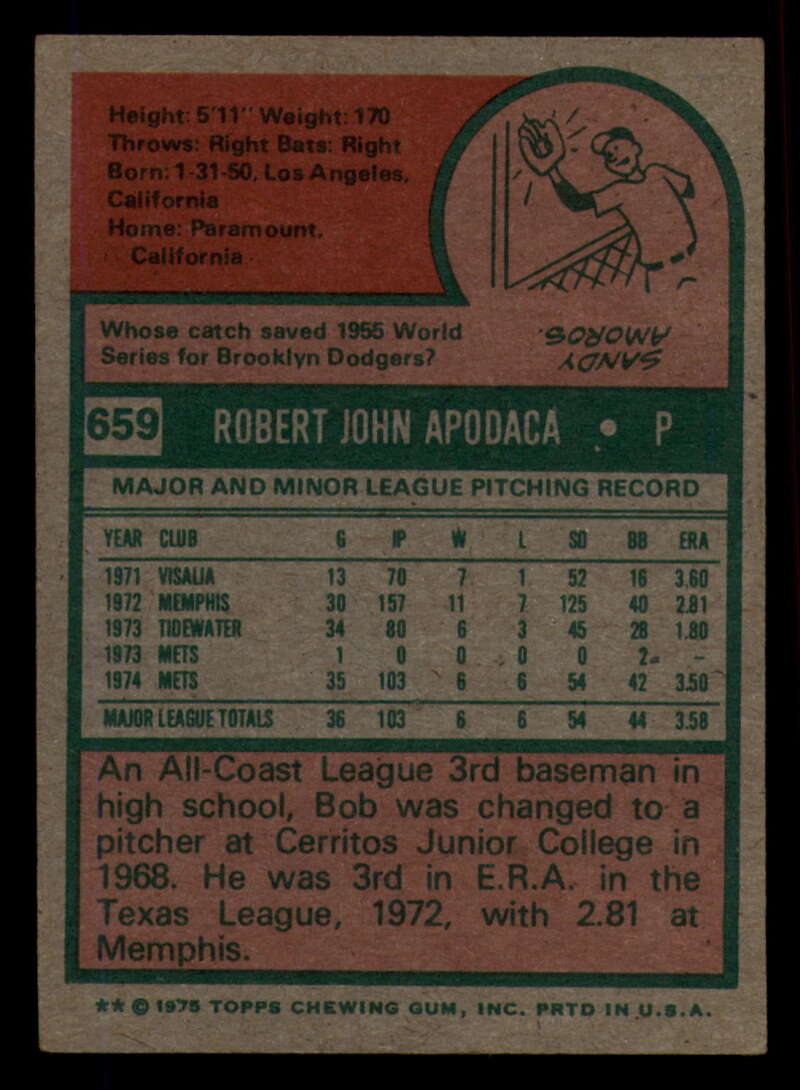 Height: 5'11" Weight: 170
Throws: Right Bats: Right
Born: 1-31-50, Los Angeles,
California
Home: Paramount,
California
Whose catch saved 1955 World
Series for Brooklyn Dodgers?
SANDY
AMOROS.
659 ROBERT JOHN APODACA • P
MAJOR AND MINOR LEAGUE PITCHING RECORD
YEAR CLUB G IP W L SO BB ERA
1971 VISALIA 13 70 7 1 52 16 3.60
1972 MEMPHIS 30 157 11 7 125 40 2.81
1973 TIDEWATER 34 80 6 3 45 28 1.80
1973 METS 1 0 0 0 0 2 -
1974 METS 35 103 6 6 54 42 3.50
MAJOR LEAGUE TOTALS 36 103 6 6 54 44 3.58
An All-Coast League 3rd baseman in
high school, Bob was changed to a
pitcher at Cerritos Junior College in
1968. He was 3rd in E.R.A. in the
Texas League, 1972, with 2.81 at
Memphis.
** © 1975 TOPPS CHEWING GUM, INC. PRTD IN U.S.A.